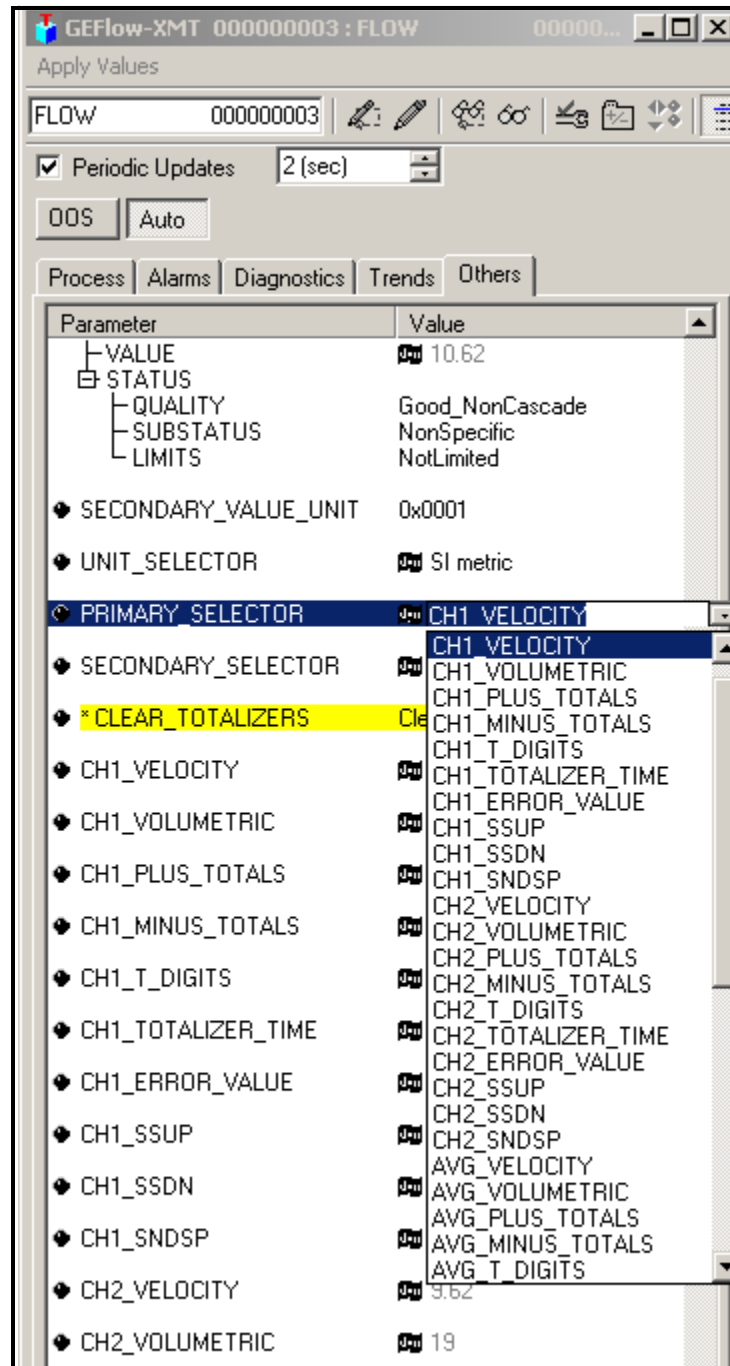 GEFlow-XMT 000000003 : FLOW 00000...
Apply Values
FLOW 000000003
Periodic Updates 2 (sec)
OOS Auto
Process Alarms Diagnostics Trends Others
Parameter Value
VALUE 10.62
STATUS
QUALITY Good_NonCascade
SUBSTATUS NonSpecific
LIMITS NotLimited
SECONDARY_VALUE_UNIT 0x0001
UNIT_SELECTOR SI metric
PRIMARY_SELECTOR CH1_VELOCITY
SECONDARY_SELECTOR
* CLEAR_TOTALIZERS Cle
CH1_VELOCITY
CH1_VOLUMETRIC
CH1_PLUS_TOTALS
CH1_MINUS_TOTALS
CH1_T_DIGITS
CH1_TOTALIZER_TIME
CH1_ERROR_VALUE
CH1_SSUP
CH1_SSDN
CH1_SNDSP
CH2_VELOCITY 9.62
CH2_VOLUMETRIC 19
CH1_VELOCITY
CH1_VOLUMETRIC
CH1_PLUS_TOTALS
CH1_MINUS_TOTALS
CH1_T_DIGITS
CH1_TOTALIZER_TIME
CH1_ERROR_VALUE
CH1_SSUP
CH1_SSDN
CH1_SNDSP
CH2_VELOCITY
CH2_VOLUMETRIC
CH2_PLUS_TOTALS
CH2_MINUS_TOTALS
CH2_T_DIGITS
CH2_TOTALIZER_TIME
CH2_ERROR_VALUE
CH2_SSUP
CH2_SSDN
CH2_SNDSP
AVG_VELOCITY
AVG_VOLUMETRIC
AVG_PLUS_TOTALS
AVG_MINUS_TOTALS
AVG_T_DIGITS